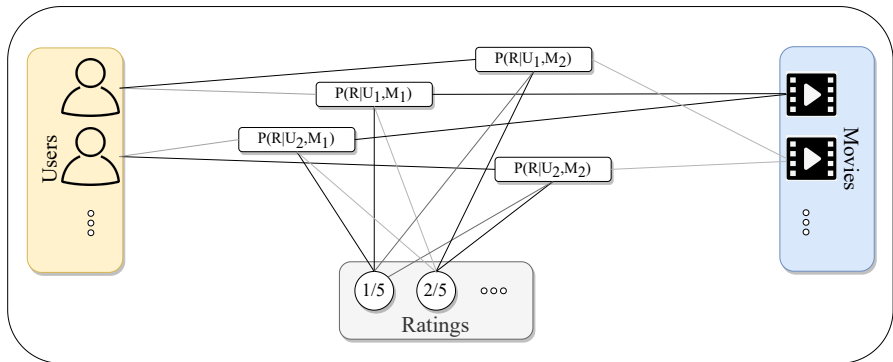 Users
P(R|U₁,M₂)
P(R|U₁,M₁)
P(R|U₂,M₁)
P(R|U₂,M₂)
Movies
1/5
2/5
Ratings